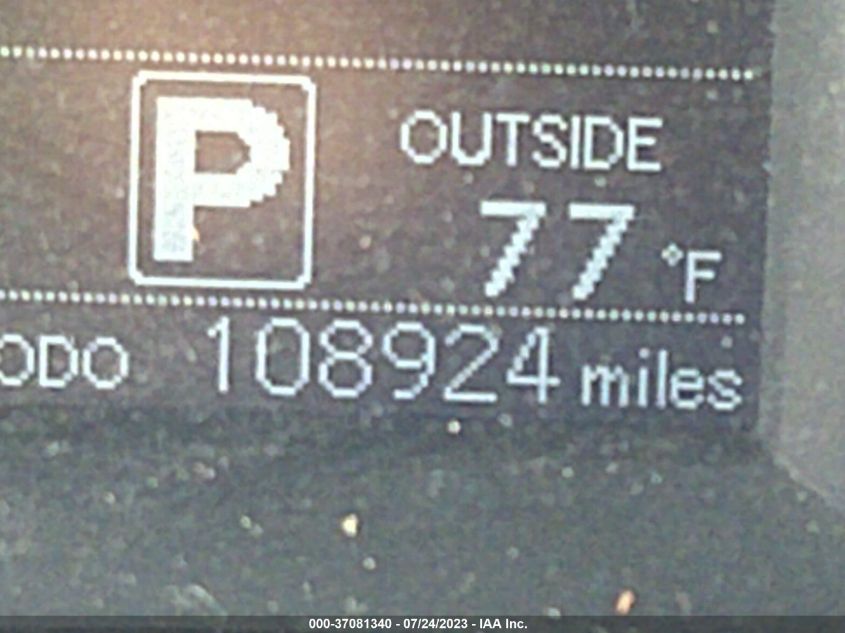 P
OUTSIDE
77 °F
ODO 108924 miles
000-37081340 - 07/24/2023 - IAA Inc.